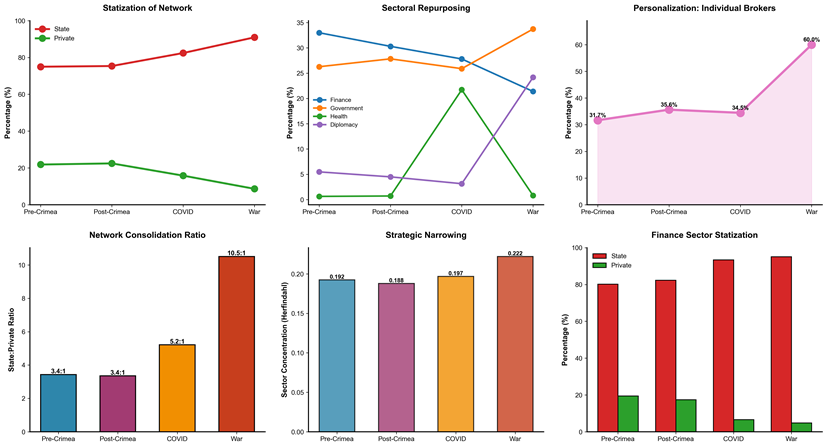 Statization of Network
Percentage (%)
100
80
60
40
20
0
State
Private
Pre-Crimea
Post-Crimea
COVID
War
Sectoral Repurposing
Percentage (%)
35
30
25
20
15
10
5
0
Finance
Government
Health
Diplomacy
Pre-Crimea
Post-Crimea
COVID
War
Personalization: Individual Brokers
Percentage (%)
60
50
40
30
20
10
0
31.7%
35.6%
34.5%
60.0%
Pre-Crimea
Post-Crimea
COVID
War
Network Consolidation Ratio
State:Private Ratio
10
8
6
4
2
0
3.4:1
3.4:1
5.2:1
10.5:1
Pre-Crimea
Post-Crimea
COVID
War
Strategic Narrowing
Sector Concentration (Herfindahl)
0.20
0.15
0.10
0.05
0.00
0.192
0.188
0.197
0.222
Pre-Crimea
Post-Crimea
COVID
War
Finance Sector Statization
Percentage (%)
100
80
60
40
20
0
State
Private
Pre-Crimea
Post-Crimea
COVID
War